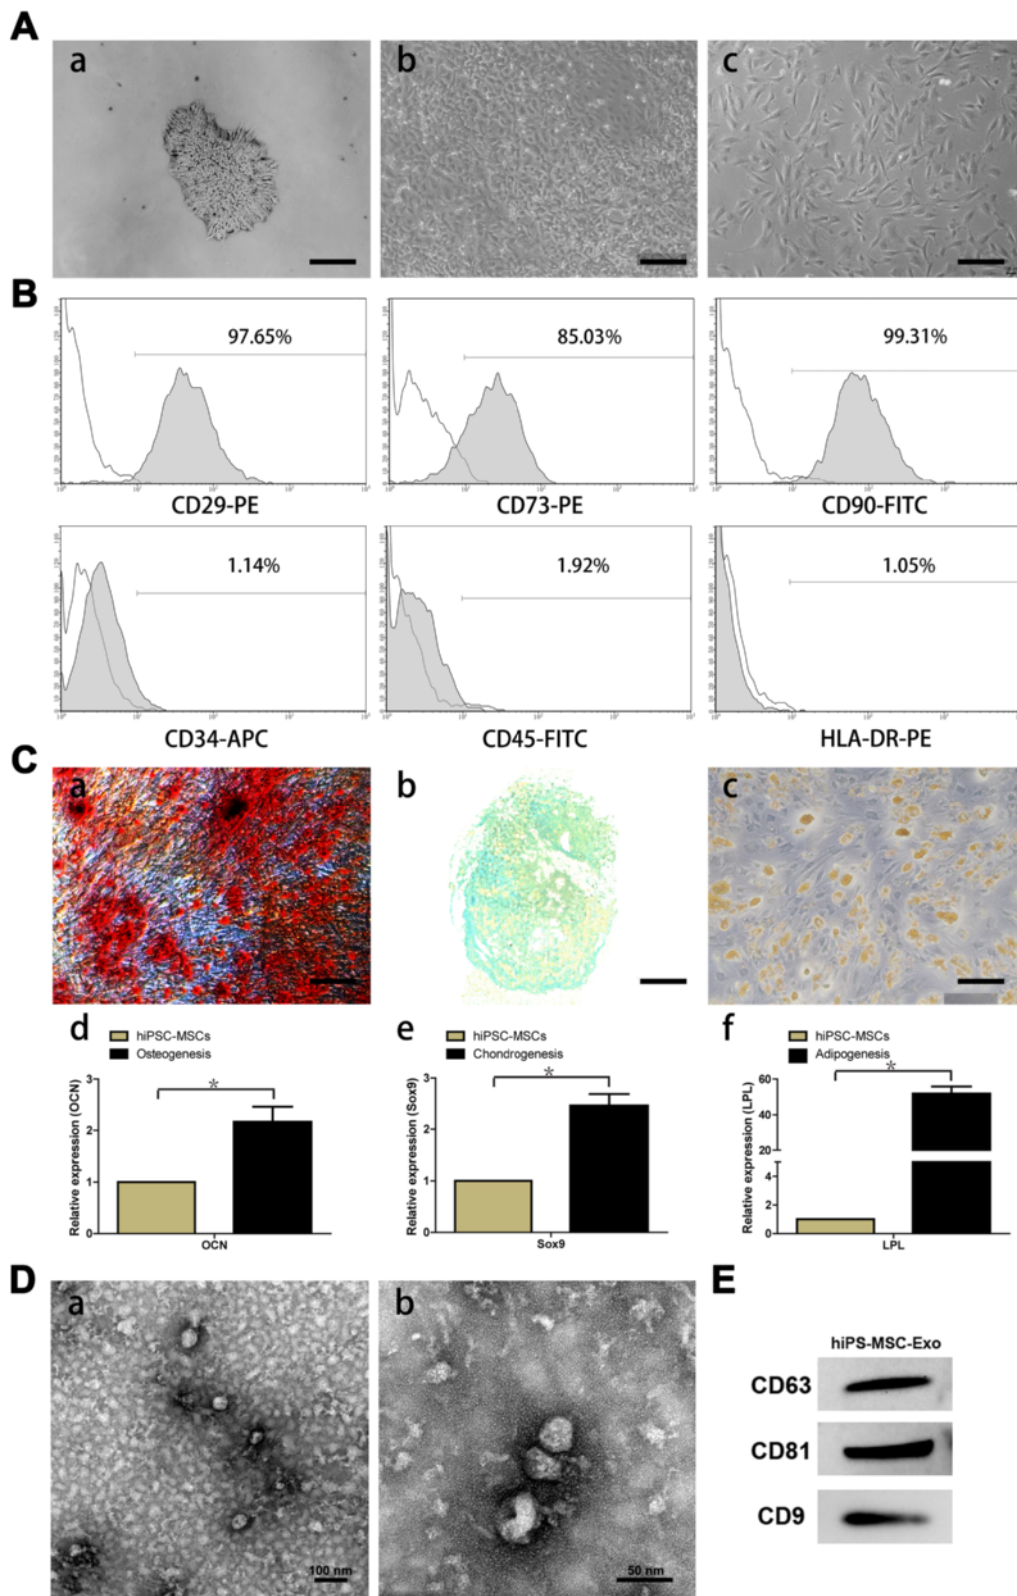 A
a
b
c
B
97.65%
85.03%
99.31%
CD29-PE
CD73-PE
CD90-FITC
1.14%
1.92%
1.05%
CD34-APC
CD45-FITC
HLA-DR-PE
C
a
b
c
d
hiPSC-MSCs
Osteogenesis
Relative expression (OCN)
3
2
1
0
*
OCN
e
hiPSC-MSCs
Chondrogenesis
Relative expression (Sox9)
3
2
1
0
*
Sox9
f
hiPSC-MSCs
Adipogenesis
Relative expression (LPL)
60
40
20
4
2
0
*
LPL
D
a
100 nm
b
50 nm
E
hiPS-MSC-Exo
CD63
CD81
CD9